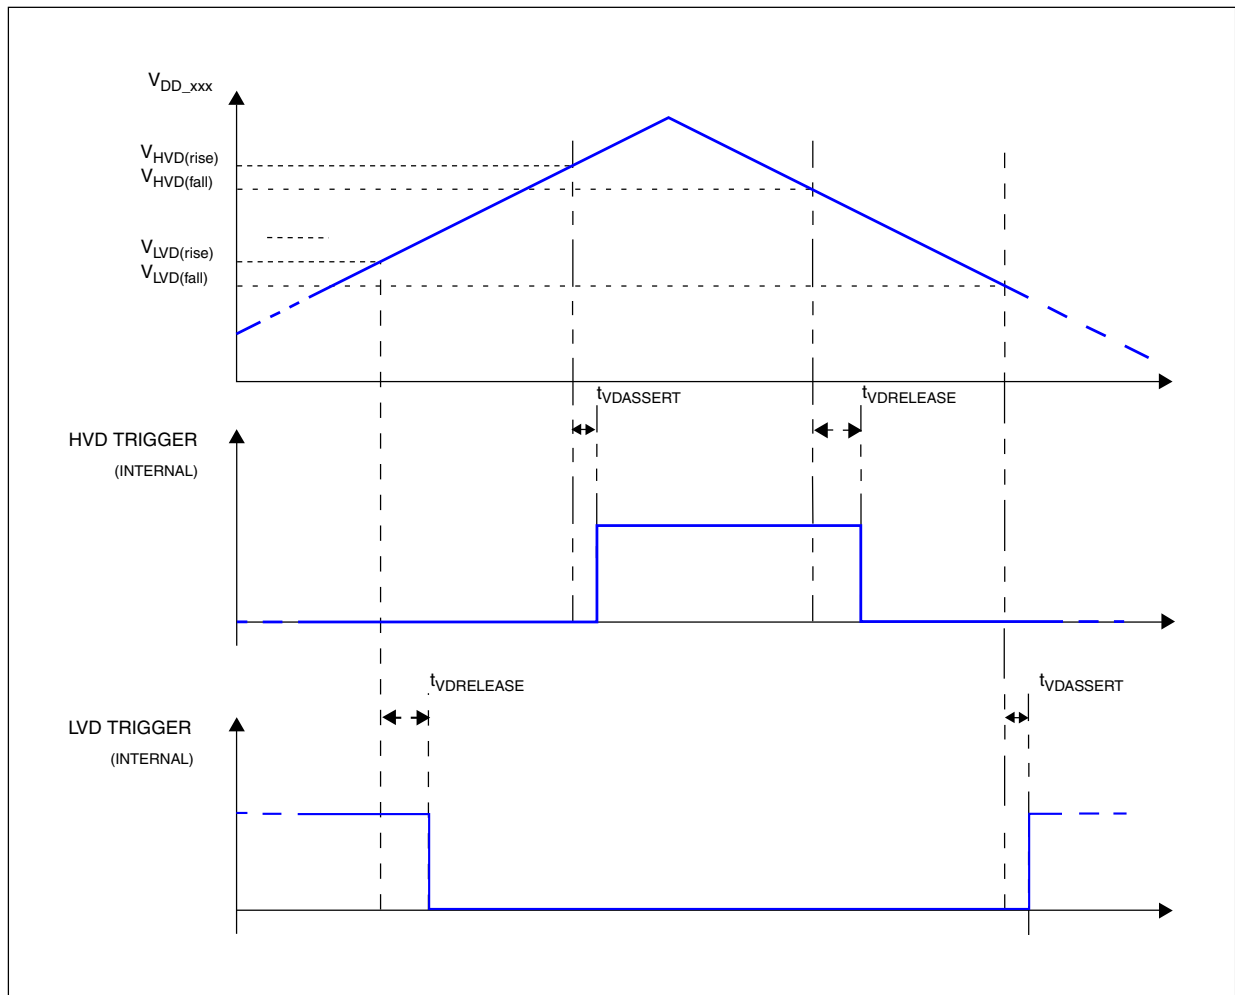 VDD_xxx
VHVD(rise)
VHVD(fall)
VLVD(rise)
VLVD(fall)
tVDASSERT
tVDRELEASE
HVD TRIGGER
(INTERNAL)
tVDRELEASE
tVDASSERT
LVD TRIGGER
(INTERNAL)